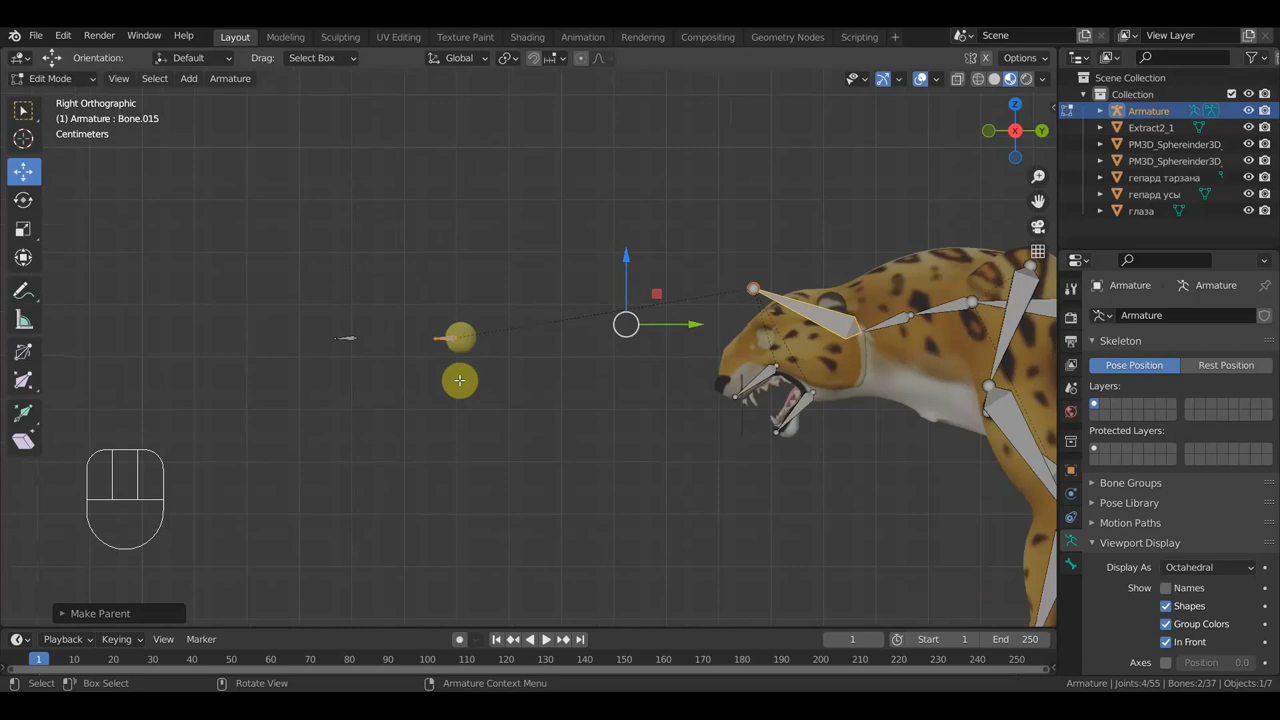 File Edit Render Window Help Layout Modeling Sculpting UV Editing Texture Paint Shading Animation Rendering Compositing Geometry Nodes Scripting + Scene View Layer
Orientation: Default Drag: Select Box Global X Options
Edit Mode View Select Add Armature
Right Orthographic
(1) Armature : Bone.015
Centimeters
Z
X
Y
Scene Collection
Collection
Armature
Extract2_1
PM3D_Sphereinder3D_
PM3D_Sphereinder3D_
гепард тарзана
гепард усы
глаза
Armature Armature
Armature
Skeleton
Pose Position Rest Position
Layers:
Protected Layers:
Bone Groups
Pose Library
Motion Paths
Viewport Display
Display As Octahedral
Show Names
Shapes
Group Colors
In Front
Axes Position 0.0
Make Parent
Playback Keying View Marker 1 Start 1 End 250
1 10 20 30 40 50 60 70 80 90 100 110 120 130 140 150 160 170 180 190 200 210 220 230 240 250
Select Box Select Rotate View Armature Context Menu Armature | Joints:4/55 | Bones:2/37 | Objects:1/7